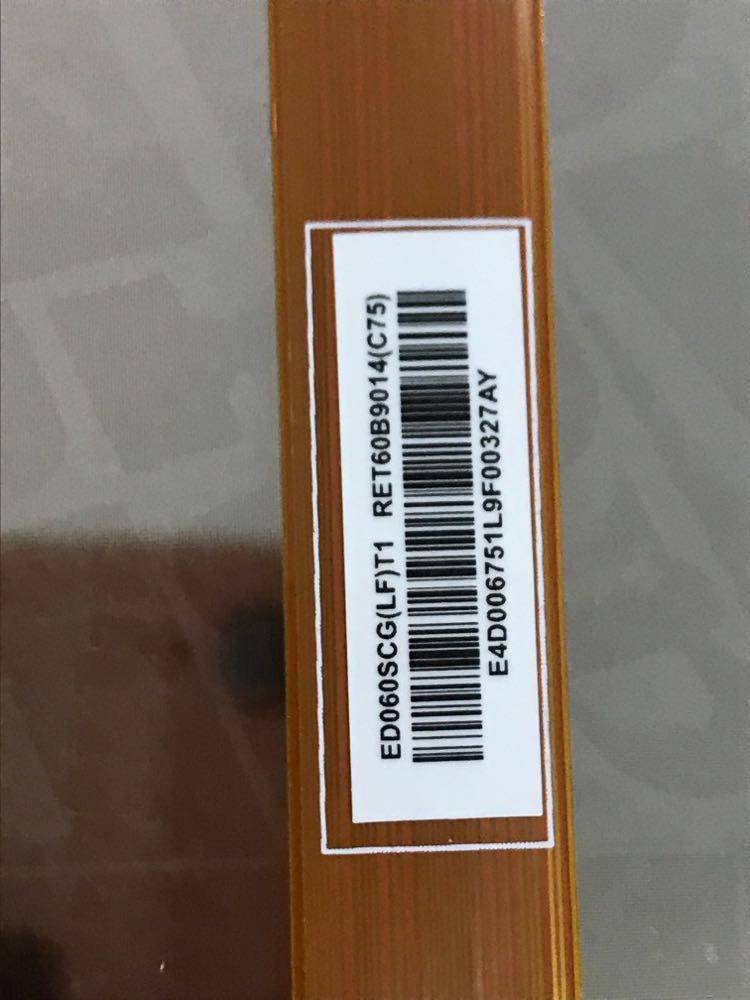 ED060SCG(LF)T1 RET60B9014(C75)
E4D006751L9F00327AY